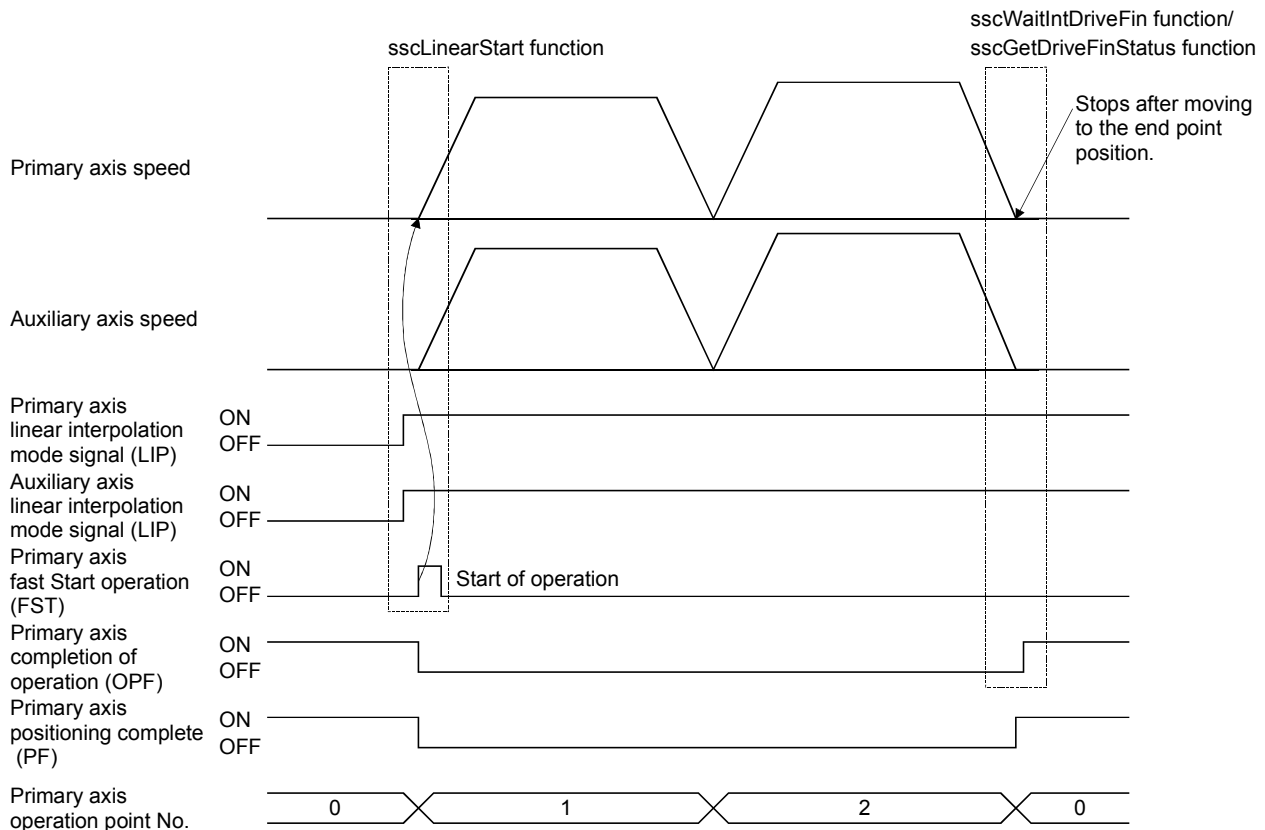 sscWaitIntDriveFin function/
sscLinearStart function
sscGetDriveFinStatus function
Stops after moving
to the end point
position.
Primary axis speed
Auxiliary axis speed
Primary axis
linear interpolation
mode signal (LIP)
ON
OFF
Auxiliary axis
linear interpolation
mode signal (LIP)
ON
OFF
Primary axis
fast Start operation
(FST)
ON
OFF
Start of operation
Primary axis
completion of
operation (OPF)
ON
OFF
Primary axis
positioning complete
(PF)
ON
OFF
Primary axis
operation point No.
0
1
2
0